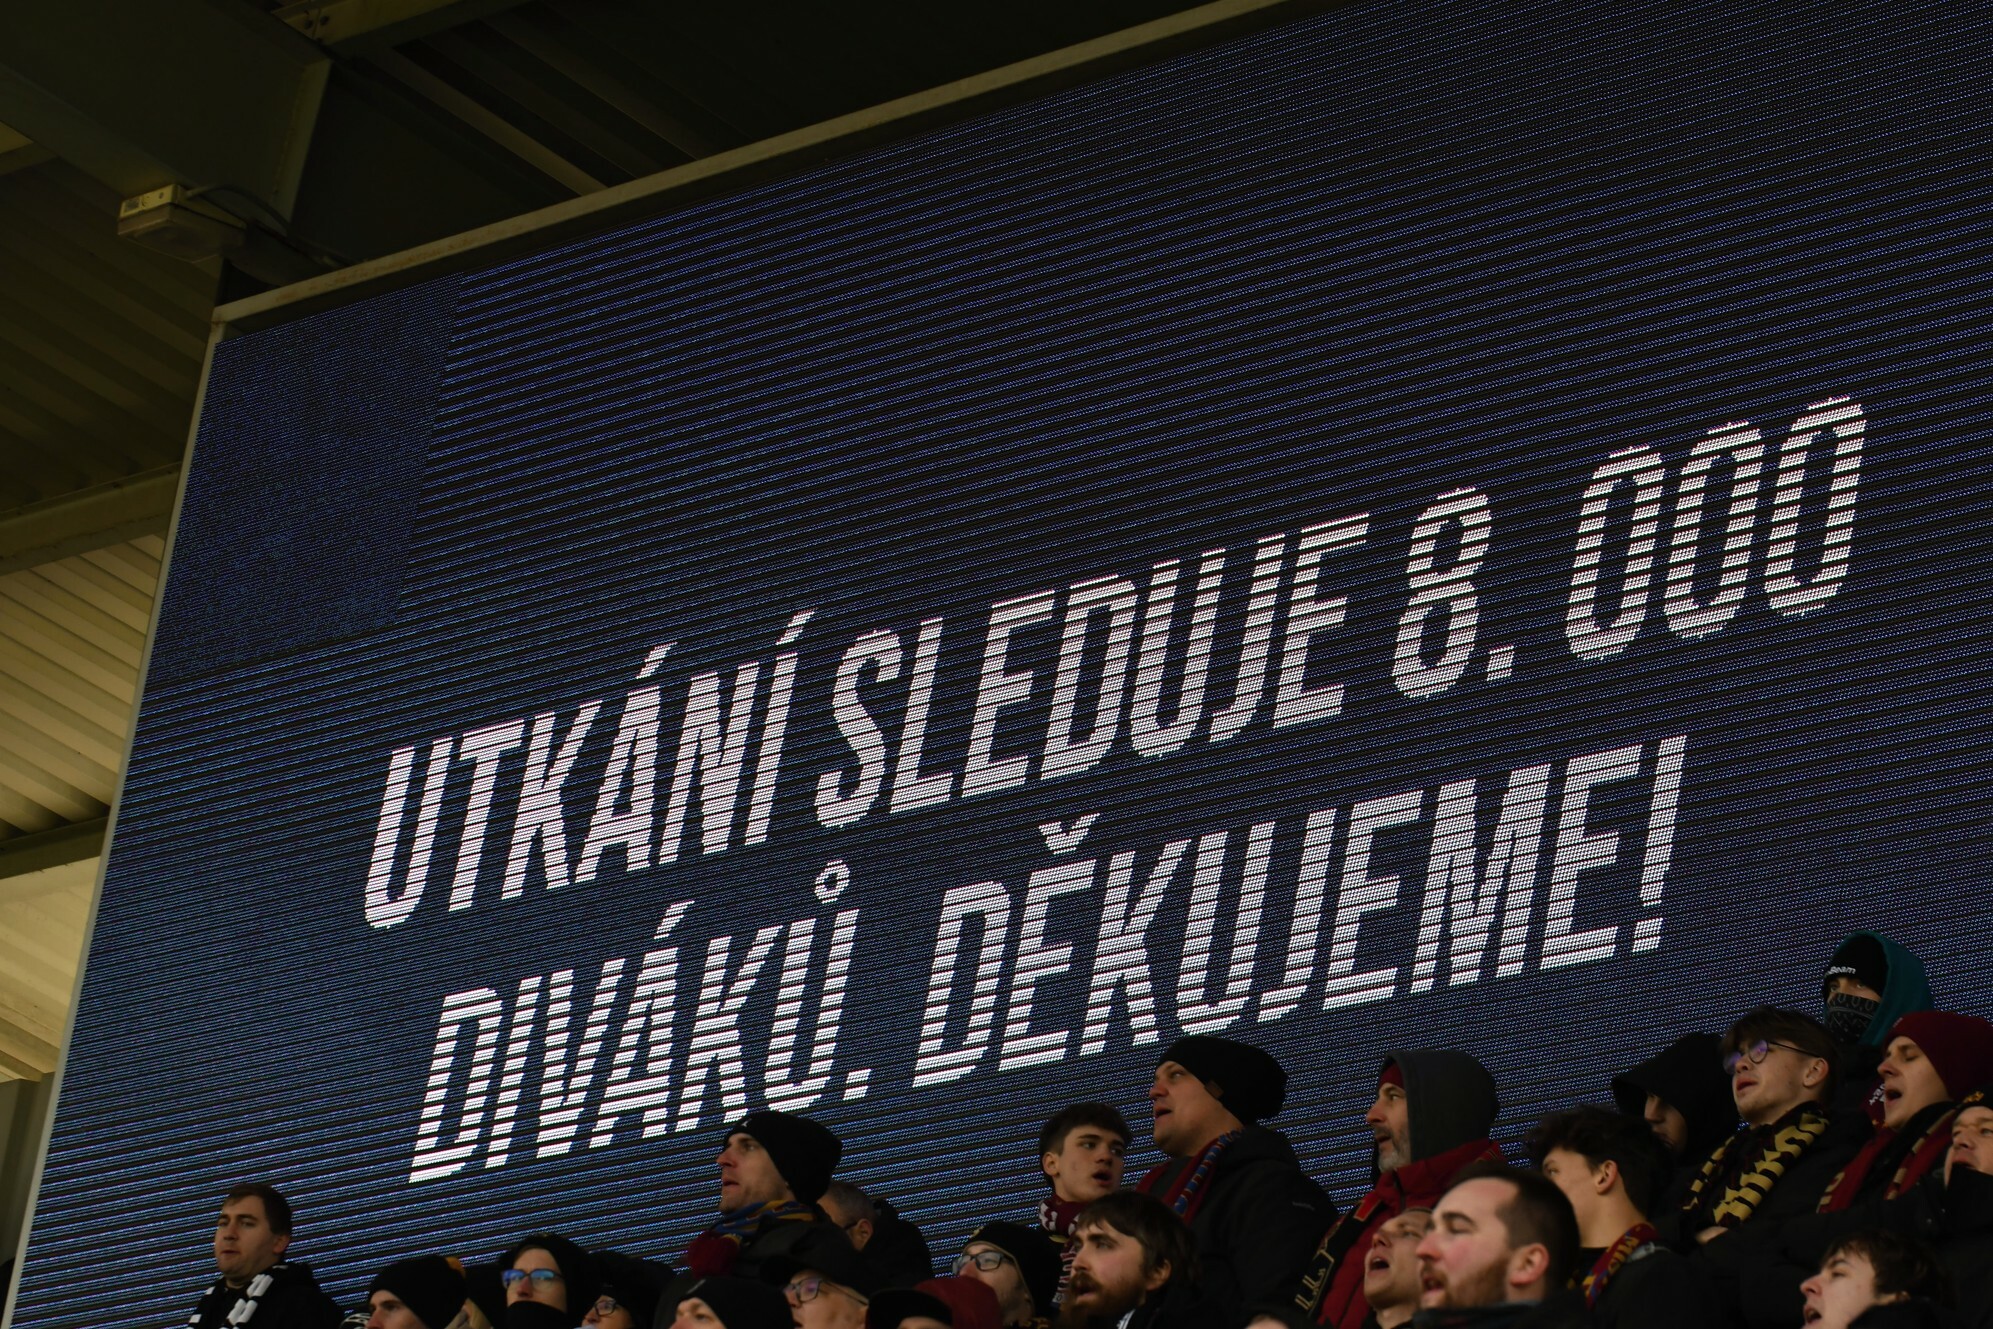 UTKÁNÍ SLEDUJE 8. 000
DIVÁKŮ. DĚKUJEME!